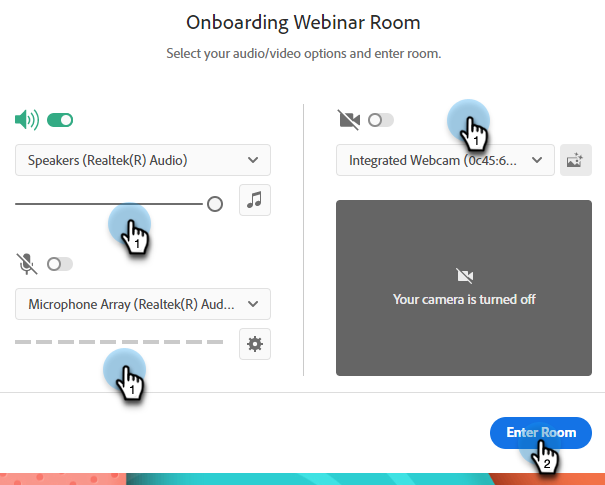 Onboarding Webinar Room
Select your audio/video options and enter room.
Speakers (Realtek(R) Audio)
1
Microphone Array (Realtek(R) Aud...
1
1
Integrated Webcam (0c45:6...
Your camera is turned off
Enter Room
2